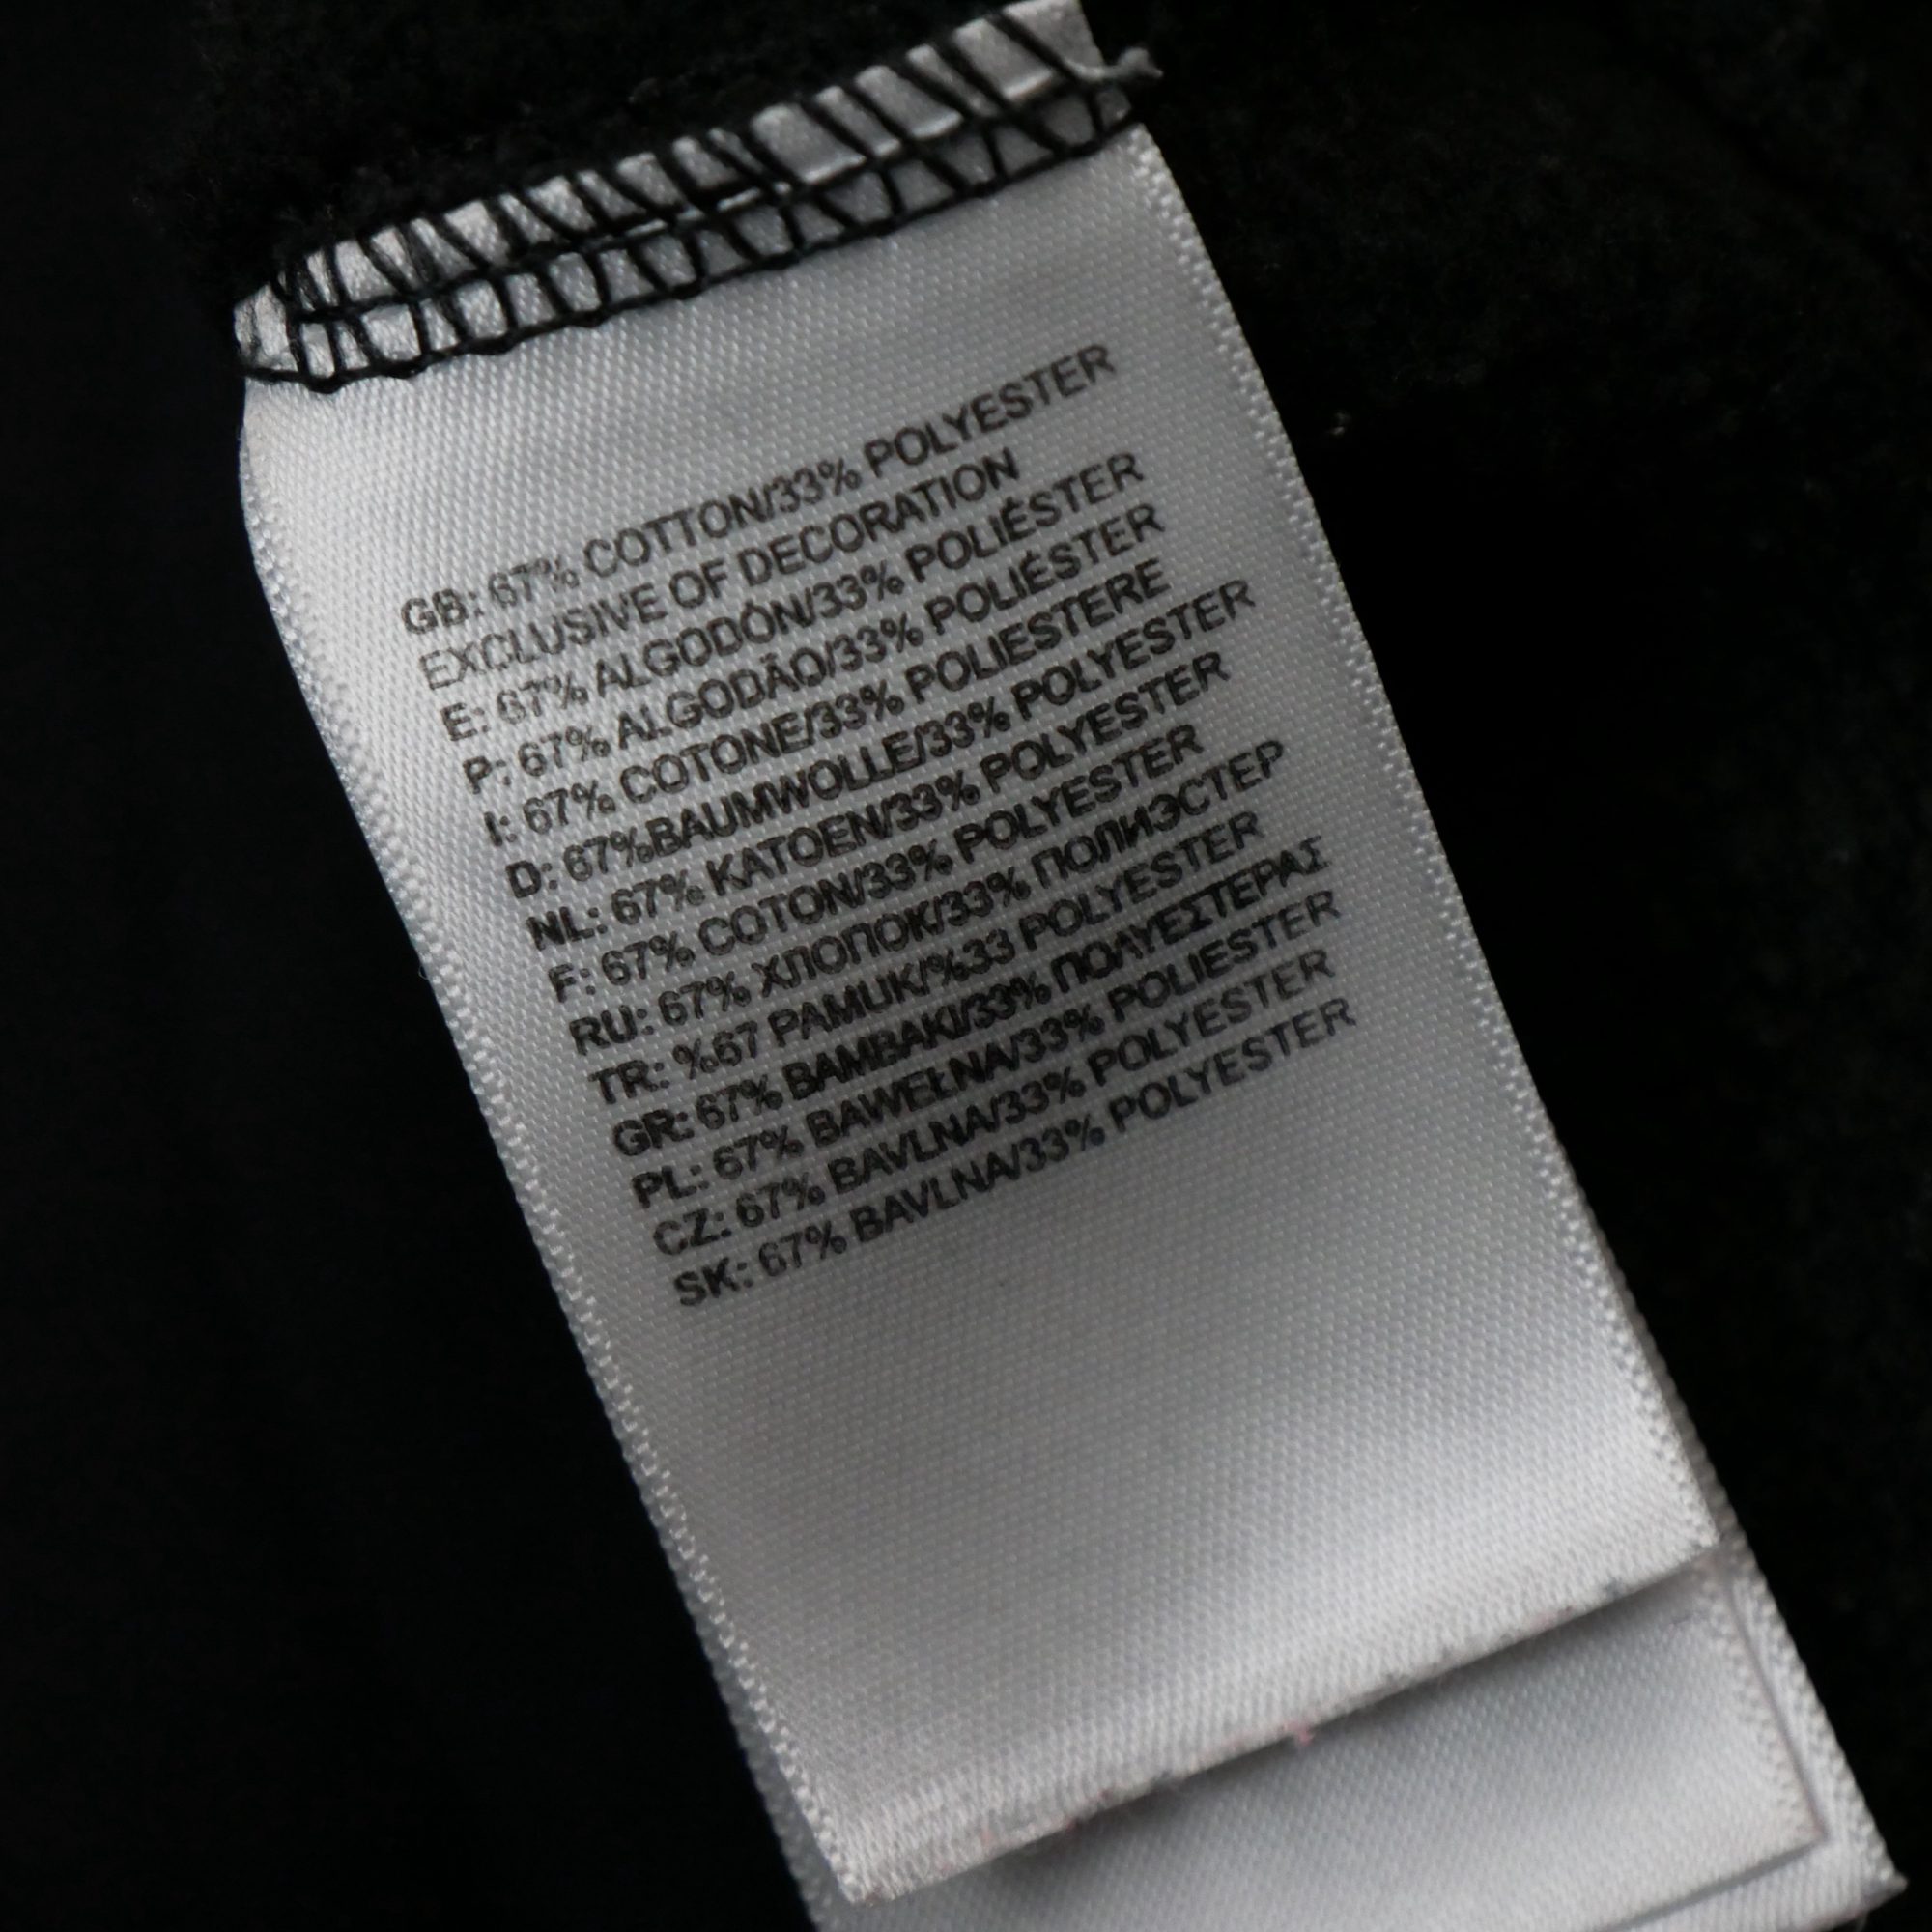 GB: 67% COTTON/33% POLYESTER
EXCLUSIVE OF DECORATION
E: 67% ALGODÓN/33% POLIÉSTER
P: 67% ALGODÃO/33% POLIÉSTER
I: 67% COTONE/33% POLIESTERE
D: 67%BAUMWOLLE/33% POLYESTER
NL: 67% KATOEN/33% POLYESTER
F: 67% COTON/33% POLYESTER
RU: 67% ХЛОПОК/33% ПОЛИЭСТЕР
TR: %67 PAMUK/%33 POLYESTER
GR: 67% ΒΑΜΒΑΚΙ/33% ΠΟΛΥΕΣΤΕΡΑΣ
PL: 67% BAWEŁNA/33% POLIESTER
CZ: 67% BAVLNA/33% POLYESTER
SK: 67% BAVLNA/33% POLYESTER